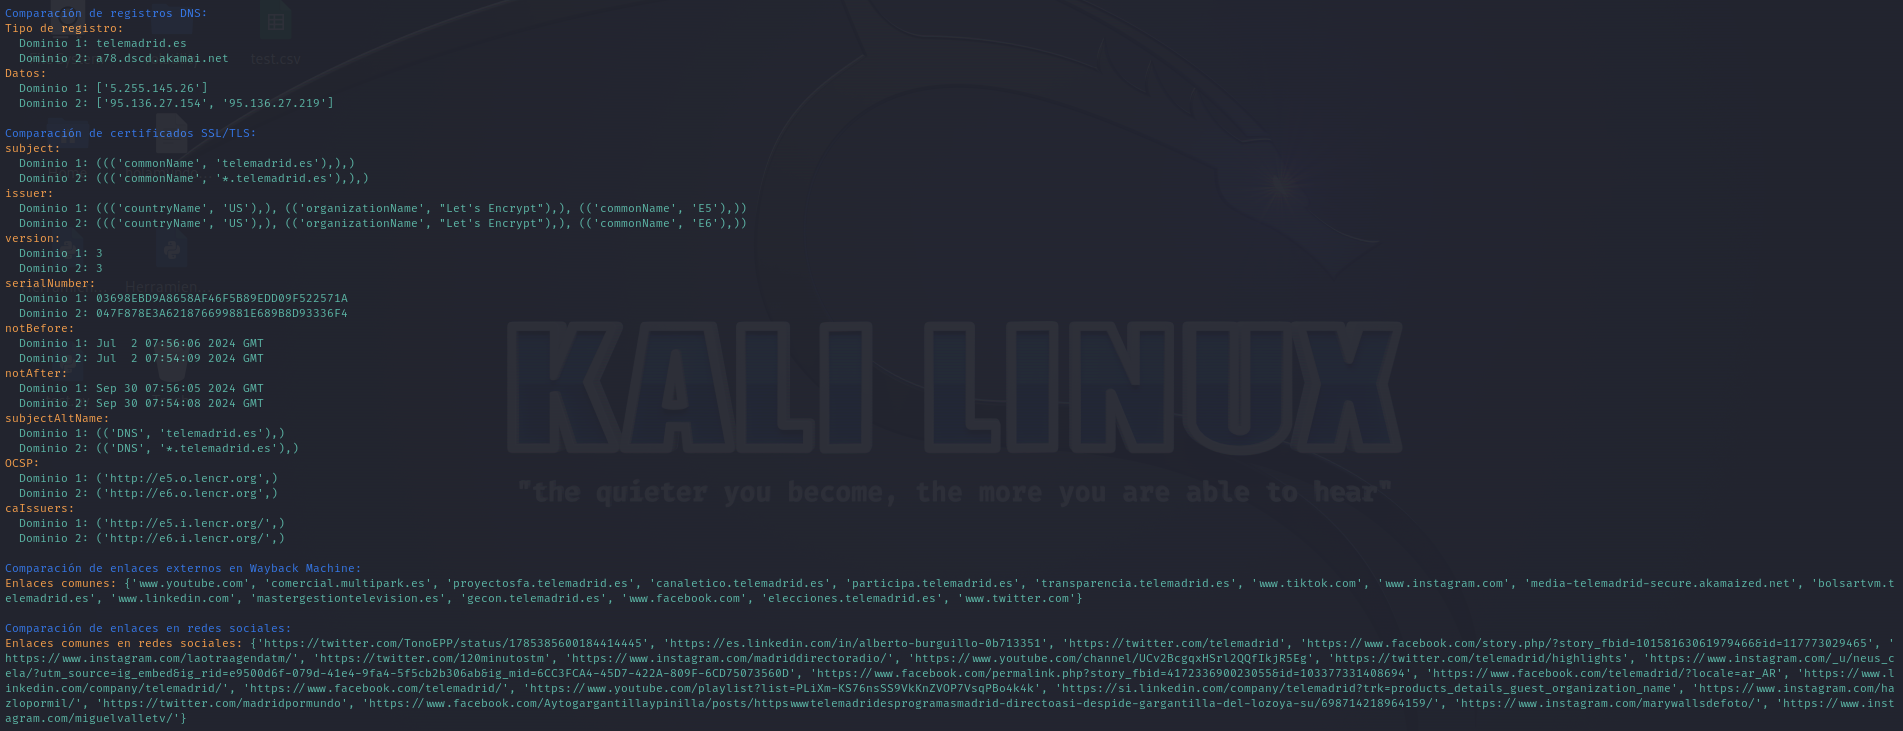 Comparación de registros DNS:
Tipo de registro:
Dominio 1: telemadrid.es
Dominio 2: a78.dscd.akamai.net
test.csv
Datos:
Dominio 1: ['5.255.145.26']
Dominio 2: ['95.136.27.154', '95.136.27.219']
Comparación de certificados SSL/TLS:
subject:
Dominio 1: ((('commonName', 'telemadrid.es'),),)
Dominio 2: ((('commonName', '*.telemadrid.es'),),)
issuer:
Dominio 1: ((('countryName', 'US'),), (('organizationName', "Let's Encrypt"),), (('commonName', 'E5'),))
Dominio 2: ((('countryName', 'US'),), (('organizationName', "Let's Encrypt"),), (('commonName', 'E6'),))
version:
Dominio 1: 3
Dominio 2: 3
serialNumber:
Herramien...
Dominio 1: 03698EBD9A8658AF46F5B89EDD09F522571A
Dominio 2: 047F878E3A621876699881E689B8D93336F4
notBefore:
Dominio 1: Jul  2 07:56:06 2024 GMT
Dominio 2: Jul  2 07:54:09 2024 GMT
notAfter:
Dominio 1: Sep 30 07:56:05 2024 GMT
Dominio 2: Sep 30 07:54:08 2024 GMT
subjectAltName:
Dominio 1: (('DNS', 'telemadrid.es'),)
Dominio 2: (('DNS', '*.telemadrid.es'),)
OCSP:
Dominio 1: ('http://e5.o.lencr.org',)
Dominio 2: ('http://e6.o.lencr.org',)
caIssuers:
Dominio 1: ('http://e5.i.lencr.org/',)
Dominio 2: ('http://e6.i.lencr.org/',)
KALI LINUX
"the quieter you become, the more you are able to hear"
Comparación de enlaces externos en Wayback Machine:
Enlaces comunes: {'www.youtube.com', 'comercial.multipark.es', 'proyectosfa.telemadrid.es', 'canaletico.telemadrid.es', 'participa.telemadrid.es', 'transparencia.telemadrid.es', 'www.tiktok.com', 'www.instagram.com', 'media-telemadrid-secure.akamaized.net', 'bolsartvm.t
elemadrid.es', 'www.linkedin.com', 'mastergestiontelevision.es', 'gecon.telemadrid.es', 'www.facebook.com', 'elecciones.telemadrid.es', 'www.twitter.com'}
Comparación de enlaces en redes sociales:
Enlaces comunes en redes sociales: {'https://twitter.com/TonoEPP/status/1785385600184414445', 'https://es.linkedin.com/in/alberto-burguillo-0b713351', 'https://twitter.com/telemadrid', 'https://www.facebook.com/story.php/?story_fbid=10158163061979466&id=117773029465', '
https://www.instagram.com/laotraagendatm/', 'https://twitter.com/120minutostm', 'https://www.instagram.com/madriddirectoradio/', 'https://www.youtube.com/channel/UCv2BcgqxHSrl2QQfIkjR5Eg', 'https://twitter.com/telemadrid/highlights', 'https://www.instagram.com/_u/neus_c
ela/?utm_source=ig_embed&ig_rid=e9500d6f-079d-41e4-9fa4-5f5cb2b306ab&ig_mid=6CC3FCA4-45D7-422A-809F-6CD75073560D', 'https://www.facebook.com/permalink.php?story_fbid=417233690023055&id=103377331408694', 'https://www.facebook.com/telemadrid/?locale=ar_AR', 'https://www.l
inkedin.com/company/telemadrid/', 'https://www.facebook.com/telemadrid/', 'https://www.youtube.com/playlist?list=PLiXm-KS76nsSS9VkKnZVOP7VsqPBo4k4k', 'https://si.linkedin.com/company/telemadrid?trk=products_details_guest_organization_name', 'https://www.instagram.com/ha
zlopormil/', 'https://twitter.com/madridpormundo', 'https://www.facebook.com/Aytogargantillaypinilla/posts/httpswwwtelemadridesprogramasmadrid-directoasi-despide-gargantilla-del-lozoya-su/698714218964159/', 'https://www.instagram.com/marywallsdefoto/', 'https://www.inst
agram.com/miguelvalletv/'}